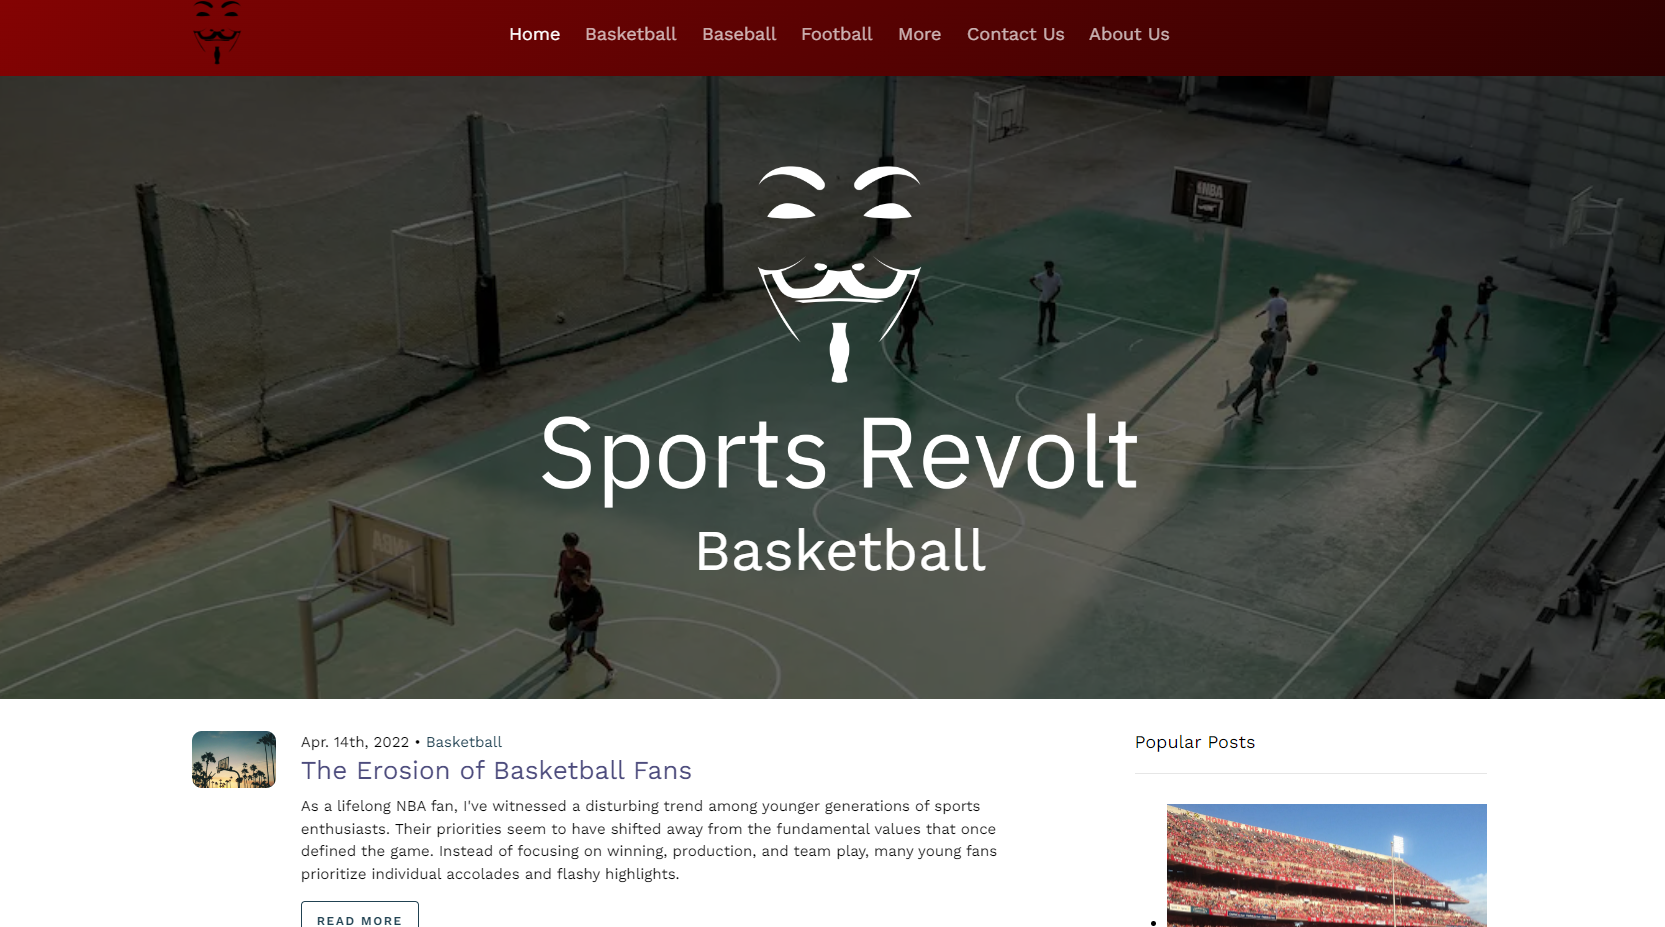 Home Basketball Baseball Football More Contact Us About Us
NBA
Sports Revolt
Basketball
Apr. 14th, 2022 • Basketball
The Erosion of Basketball Fans
As a lifelong NBA fan, I've witnessed a disturbing trend among younger generations of sports
enthusiasts. Their priorities seem to have shifted away from the fundamental values that once
defined the game. Instead of focusing on winning, production, and team play, many young fans
prioritize individual accolades and flashy highlights.
READ MORE
Popular Posts